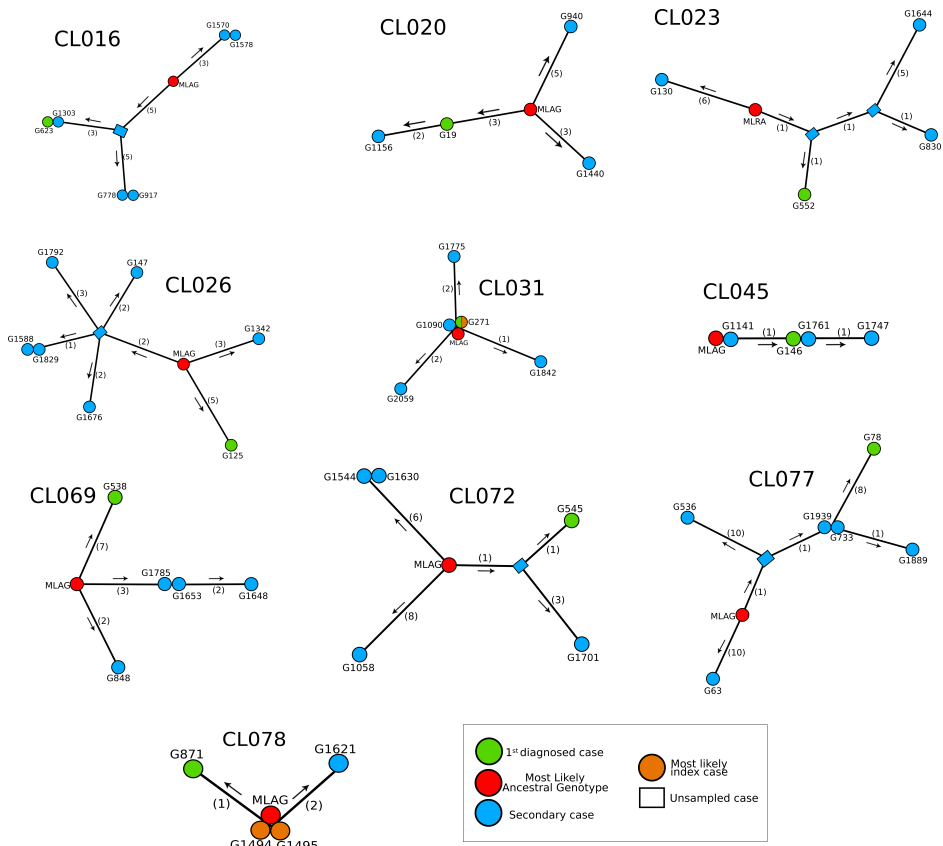 CL016
G1570
G1578
(3)
MLAG
(5)
G1303
G623
(3)
(5)
G778
G917
CL020
G940
(5)
MLAG
(3)
G19
(2)
G1156
(3)
G1440
CL023
G1644
G130
(6)
MLRA
(1)
(1)
(5)
(1)
G830
(1)
G552
CL026
G1792
G147
(3)
(2)
G1588
G1829
(1)
(2)
G1676
(2)
MLAG
(3)
G1342
(5)
G125
CL031
G1775
(2)
G1090
G271
MLAG
(1)
G1842
(2)
G2059
CL045
MLAG
G1141
(1)
G146
G1761
(1)
G1747
CL069
G538
(7)
MLAG
(3)
G1785
G1653
(2)
G1648
(2)
G848
CL072
G1544
G1630
(6)
MLAG
(1)
G545
(1)
(3)
G1701
(8)
G1058
CL077
G78
(8)
G536
(10)
G1939
G733
(1)
(1)
G1889
(1)
MLAG
(10)
G63
CL078
G871
G1621
(1)
MLAG
(2)
G1494
G1495
1st diagnosed case
Most Likely
Ancestral Genotype
Secondary case
Most likely
index case
Unsampled case